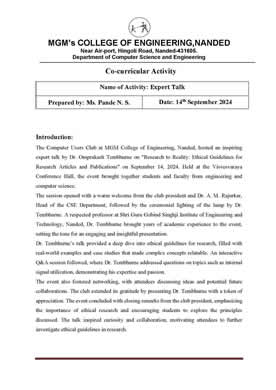 MGM's COLLEGE OF ENGINEERING,NANDED
Near Air-port, Hingoli Road, Nanded-431605.
Department of Computer Science and Engineering
Co-curricular Activity
Name of Activity: Expert Talk
Prepared by: Ms. Pande N. S. Date: 14th September 2024
Introduction:
The Computer Users Club at MGM College of Engineering, Nanded, hosted an inspiring
expert talk by Dr. Omprakash Tembhurne on "Research to Reality: Ethical Guidelines for
Research Articles and Publications" on September 14, 2024. Held at the Visvesvaraya
Conference Hall, the event brought together students and faculty from engineering and
computer science.
The session opened with a warm welcome from the club president and Dr. A. M. Rajurkar,
Head of the CSE Department, followed by the ceremonial lighting of the lamp by Dr.
Tembhurne. A respected professor at Shri Guru Gobind Singhji Institute of Engineering and
Technology, Nanded, Dr. Tembhurne brought years of academic experience to the event,
setting the tone for an engaging and insightful presentation.
Dr. Tembhurne's talk provided a deep dive into ethical guidelines for research, filled with
real-world examples and case studies that made complex concepts relatable. An interactive
Q&A session followed, where Dr. Tembhurne addressed questions on topics such as internal
signal utilization, demonstrating his expertise and passion.
The event also fostered networking, with attendees discussing ideas and potential future
collaborations. The club extended its gratitude by presenting Dr. Tembhurne with a token of
appreciation. The event concluded with closing remarks from the club president, emphasizing
the importance of ethical research and encouraging students to explore the principles
discussed. The talk inspired curiosity and collaboration, motivating attendees to further
investigate ethical guidelines in research.